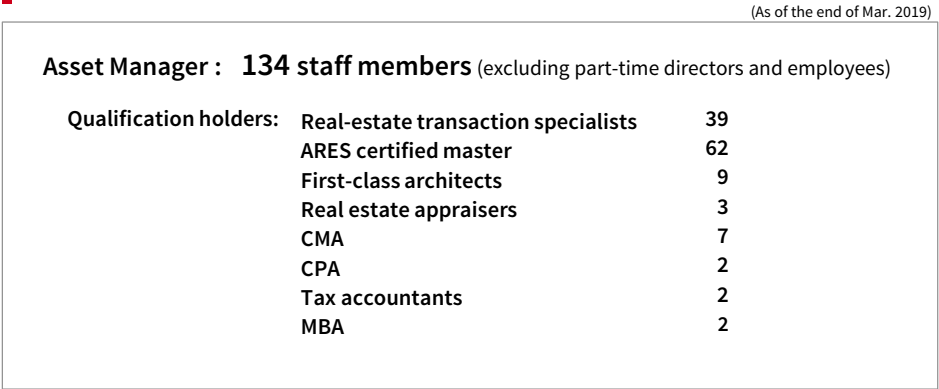 (As of the end of Mar. 2019)
Asset Manager : 134 staff members (excluding part-time directors and employees)
Qualification holders: Real-estate transaction specialists 39
ARES certified master 62
First-class architects 9
Real estate appraisers 3
CMA 7
CPA 2
Tax accountants 2
MBA 2